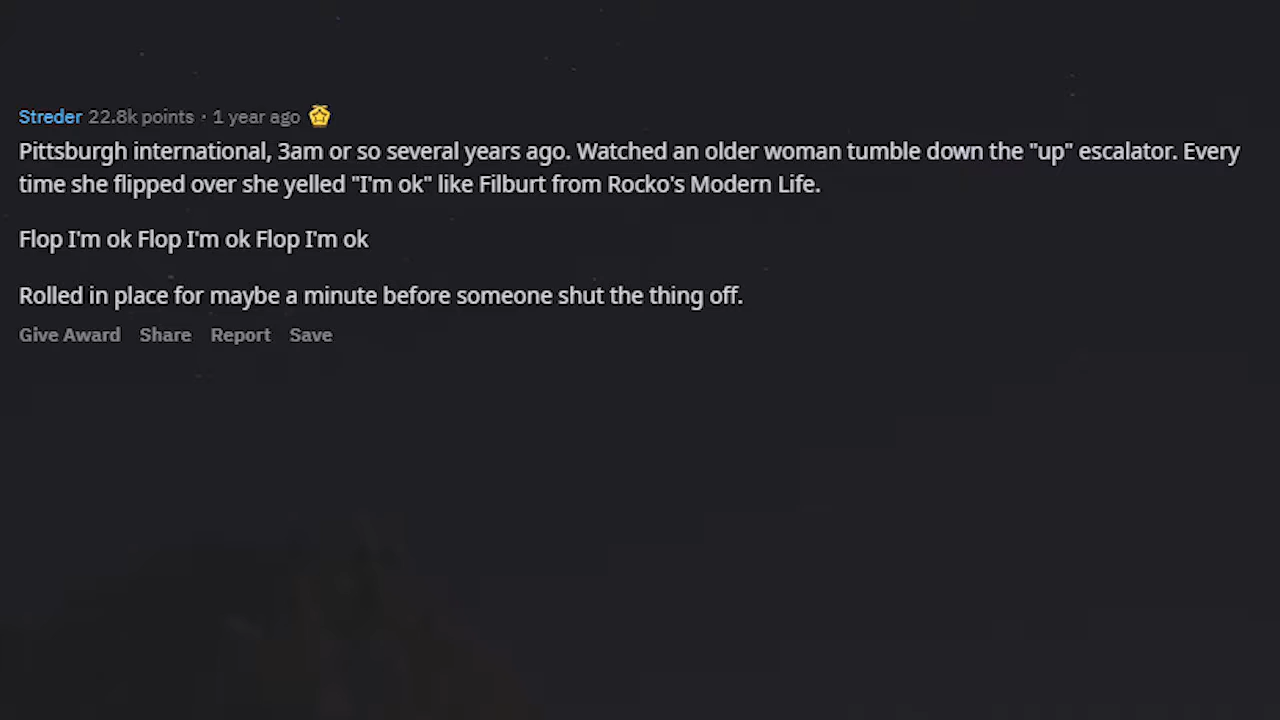 Streder 22.8k points · 1 year ago
Pittsburgh international, 3am or so several years ago. Watched an older woman tumble down the "up" escalator. Every
time she flipped over she yelled "I'm ok" like Filburt from Rocko's Modern Life.
Flop I'm ok Flop I'm ok Flop I'm ok
Rolled in place for maybe a minute before someone shut the thing off.
Give Award Share Report Save